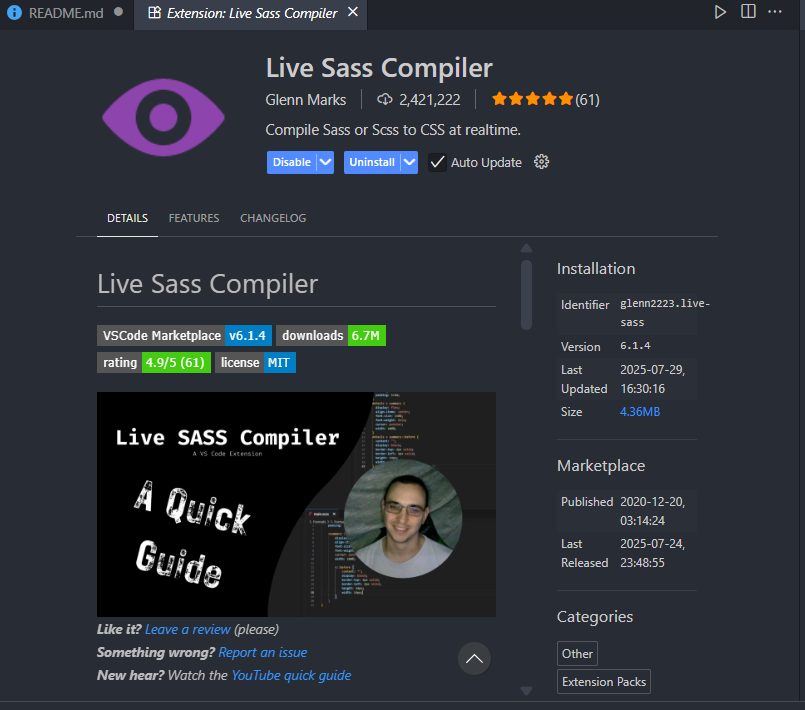 README.md
Extension: Live Sass Compiler
Live Sass Compiler
Glenn Marks
2,421,222
(61)
Compile Sass or Scss to CSS at realtime.
Disable
Uninstall
Auto Update
DETAILS
FEATURES
CHANGELOG
Live Sass Compiler
VSCode Marketplace v6.1.4
downloads 6.7M
rating 4.9/5 (61)
license MIT
Live SASS Compiler
A VS Code Extension
A Quick
Guide
Like it? Leave a review (please)
Something wrong? Report an issue
New hear? Watch the YouTube quick guide
Installation
Identifier glenn2223.live-
sass
Version 6.1.4
Last 2025-07-29,
Updated 16:30:16
Size 4.36MB
Marketplace
Published 2020-12-20,
03:14:24
Last 2025-07-24,
Released 23:48:55
Categories
Other
Extension Packs